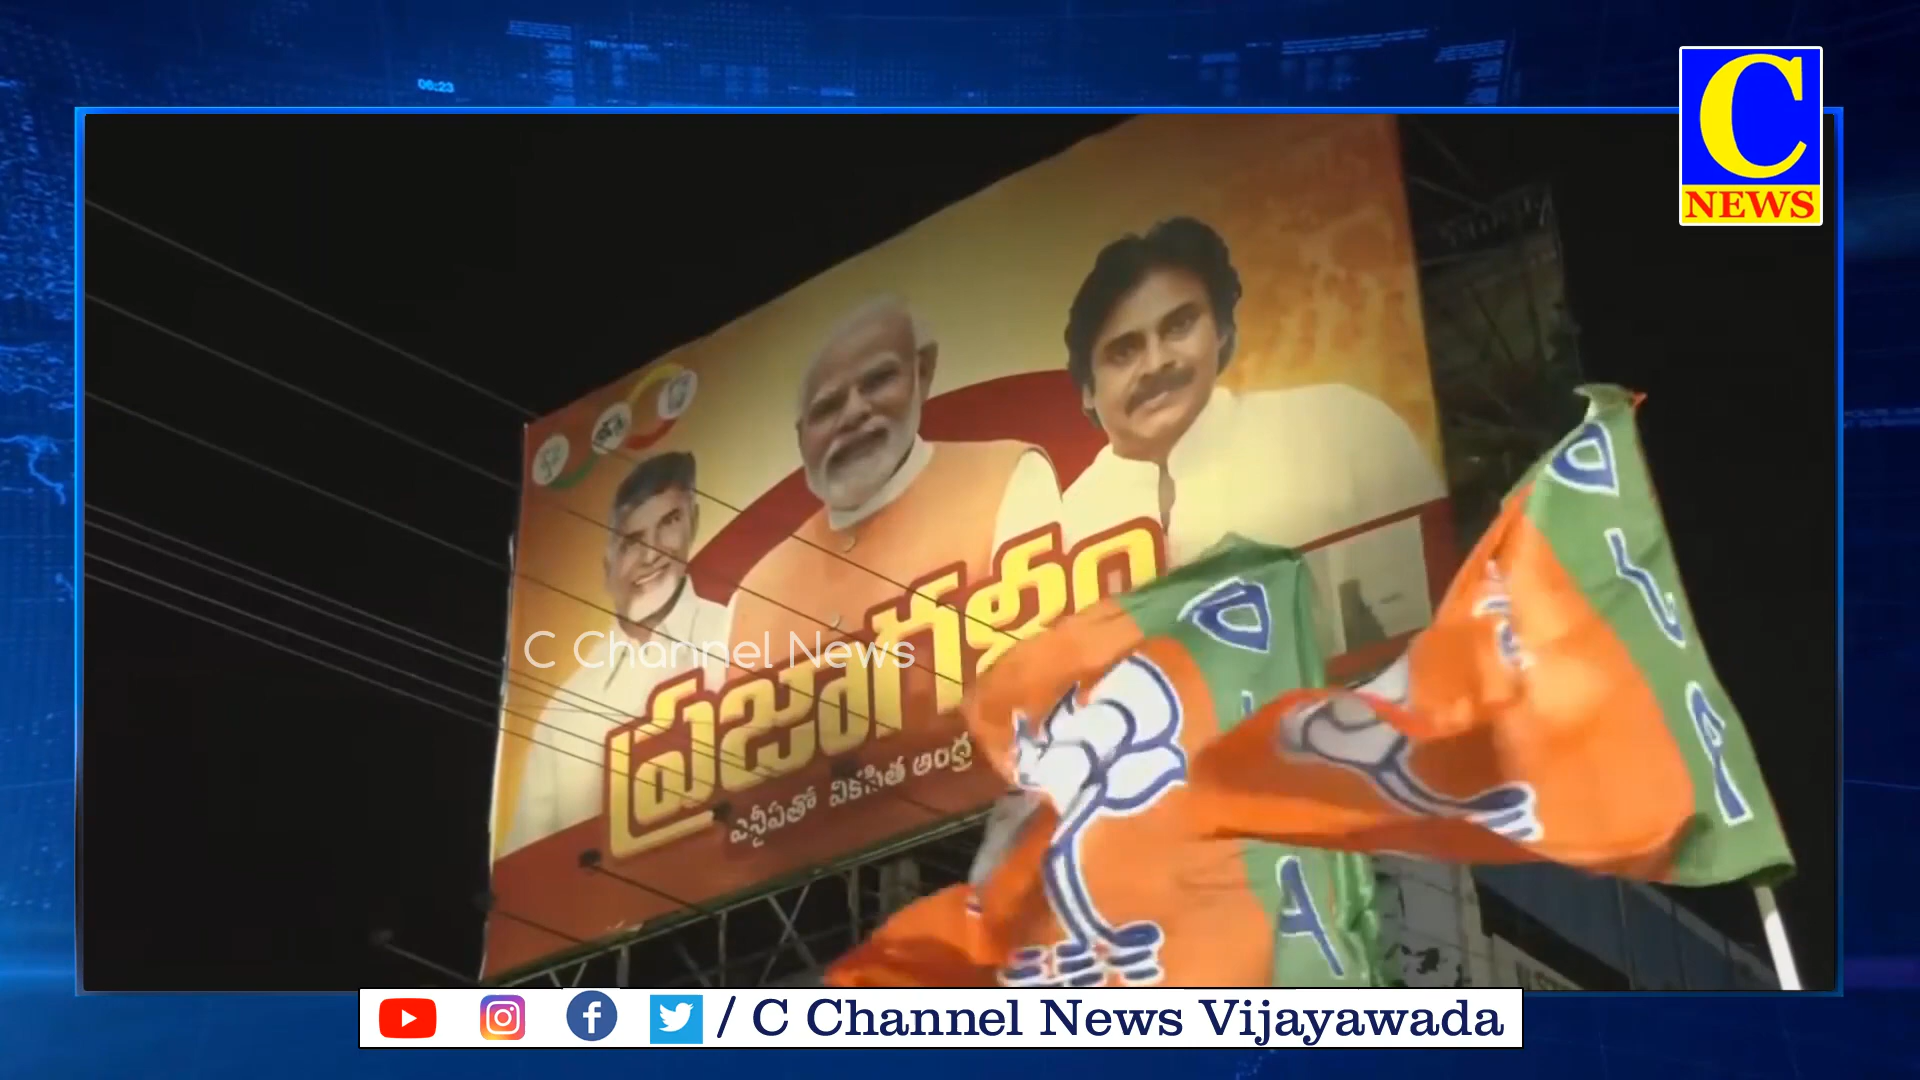 C
NEWS
C Channel News
ప్రజాగళం
ఎన్డీఏతో వికసిత ఆంధ్ర
/ C Channel News Vijayawada